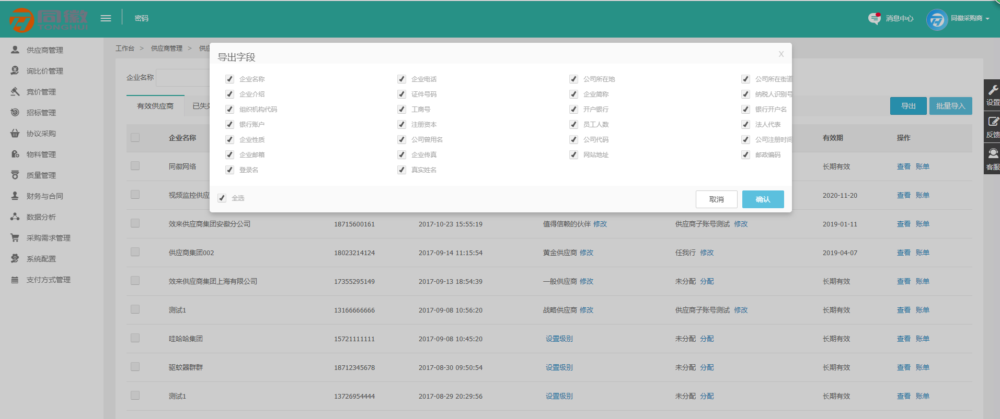 同徽
TONGHUI
密码
消息中心
同徽采购商
供应商管理
询比价管理
竞价管理
招标管理
协议采购
物料管理
质量管理
财务与合同
数据分析
采购需求管理
系统配置
支付方式管理
工作台 > 供应商管理 > 供应
企业名称
有效供应商 已失效
导出 批量导入
设置
反馈
客服
导出字段 X
企业名称 企业电话 公司所在地 公司所在街道
企业介绍 证件号码 企业简称 纳税人识别号
组织机构代码 工商号 开户银行 银行开户名
银行账户 注册资本 员工人数 法人代表
企业性质 公司曾用名 公司代码 公司注册时间
企业邮箱 企业传真 网站地址 邮政编码
登录名 真实姓名
全选 取消 确认
企业名称 有效期 操作
同徽网络 长期有效 查看 账单
视频监控供应 2020-11-20 查看 账单
效来供应商集团安徽分公司 18715600161 2017-10-23 15:55:19 值得信赖的伙伴 修改 供应商子账号测试 修改 2019-01-11 查看 账单
供应商集团002 18023214124 2017-09-14 11:15:54 黄金供应商 修改 任我行 修改 2019-04-07 查看 账单
效来供应商集团上海有限公司 17355295149 2017-09-13 18:54:39 一般供应商 修改 未分配 分配 长期有效 查看 账单
测试1 13166666666 2017-09-08 10:56:20 战略供应商 修改 供应商子账号测试 修改 长期有效 查看 账单
哇哈哈集团 15721111111 2017-09-08 10:45:20 设置级别 未分配 分配 长期有效 查看 账单
驱蚊器群群 18712345678 2017-08-30 09:50:54 设置级别 未分配 分配 长期有效 查看 账单
测试1 13726954444 2017-08-29 20:29:56 设置级别 未分配 分配 长期有效 查看 账单